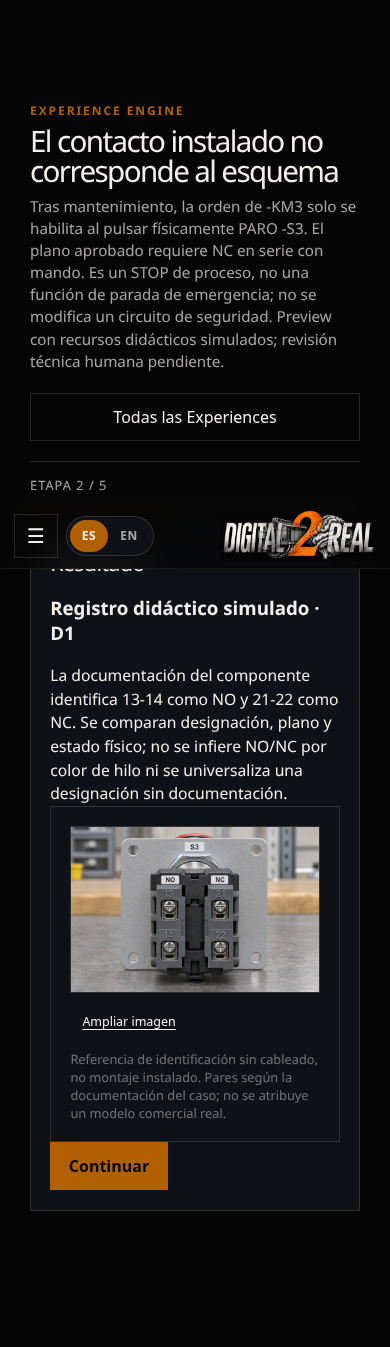 EXPERIENCE ENGINE
El contacto instalado no
corresponde al esquema
Tras mantenimiento, la orden de -KM3 solo se
habilita al pulsar físicamente PARO -S3. El
plano aprobado requiere NC en serie con
mando. Es un STOP de proceso, no una
función de parada de emergencia; no se
modifica un circuito de seguridad. Preview
con recursos didácticos simulados; revisión
técnica humana pendiente.
Todas las Experiences
ETAPA 2 / 5
☰ ES EN DIGITAL 2 REAL
Resultado
Registro didáctico simulado ·
D1
La documentación del componente
identifica 13-14 como NO y 21-22 como
NC. Se comparan designación, plano y
estado físico; no se infiere NO/NC por
color de hilo ni se universaliza una
designación sin documentación.
S3
NO NC
13 21
14 22
Ampliar imagen
Referencia de identificación sin cableado,
no montaje instalado. Pares según la
documentación del caso; no se atribuye
un modelo comercial real.
Continuar